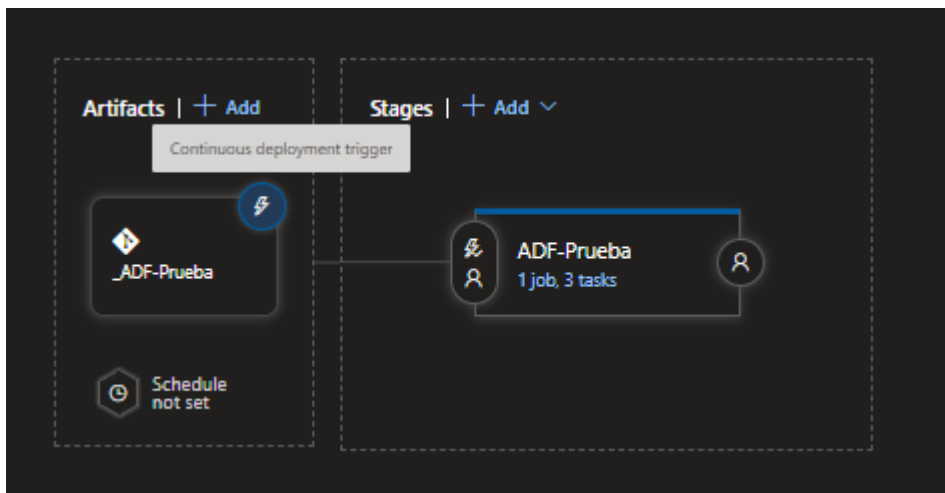 Artifacts | + Add
Stages | + Add
Continuous deployment trigger
_ADF-Prueba
ADF-Prueba
1 job, 3 tasks
Schedule
not set